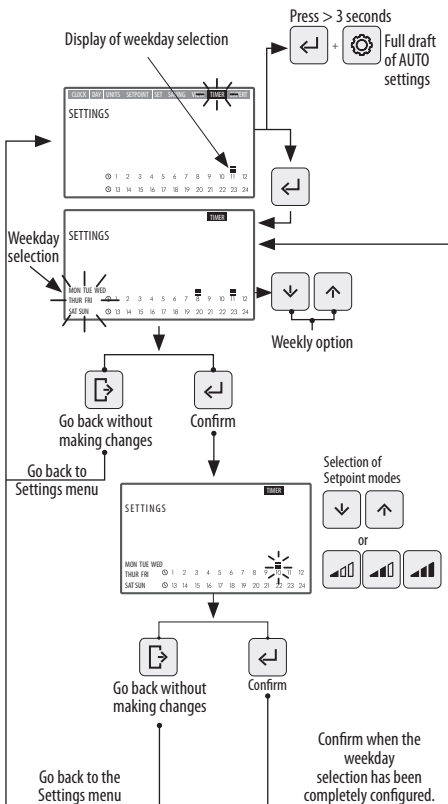 Press > 3 seconds
Display of weekday selection
+
Full draft
of AUTO
settings
CLOCK DAY UNITS SETPOINT SET TIMER
SETTINGS
1 2 3 4 5 6 7 8 9 10 11 12
13 14 15 16 17 18 19 20 21 22 23 24
TIMER
SETTINGS
Weekday
selection
MON TUE WED
THUR FRI 1 2 3 4 5 6 7 8 9 10 11 12
SAT SUN 13 14 15 16 17 18 19 20 21 22 23 24
Weekly option
Go back without
making changes
Confirm
Go back to
Settings menu
Selection of
Setpoint modes
TIMER
SETTINGS
or
MON TUE WED
THUR FRI 1 2 3 4 5 6 7 8 9 10 11 12
SAT SUN 13 14 15 16 17 18 19 20 21 22 23 24
Go back without
making changes
Confirm
Confirm when the
weekday
selection has been
completely configured.
Go back to the
Settings menu